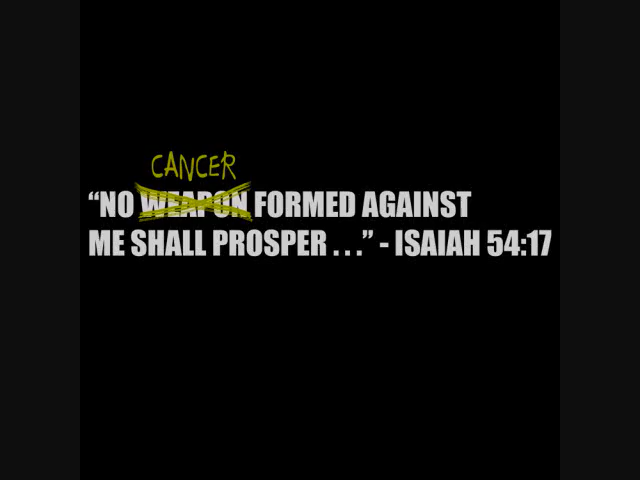 CANCER
“NO WEAPON FORMED AGAINST
ME SHALL PROSPER . . .” - ISAIAH 54:17